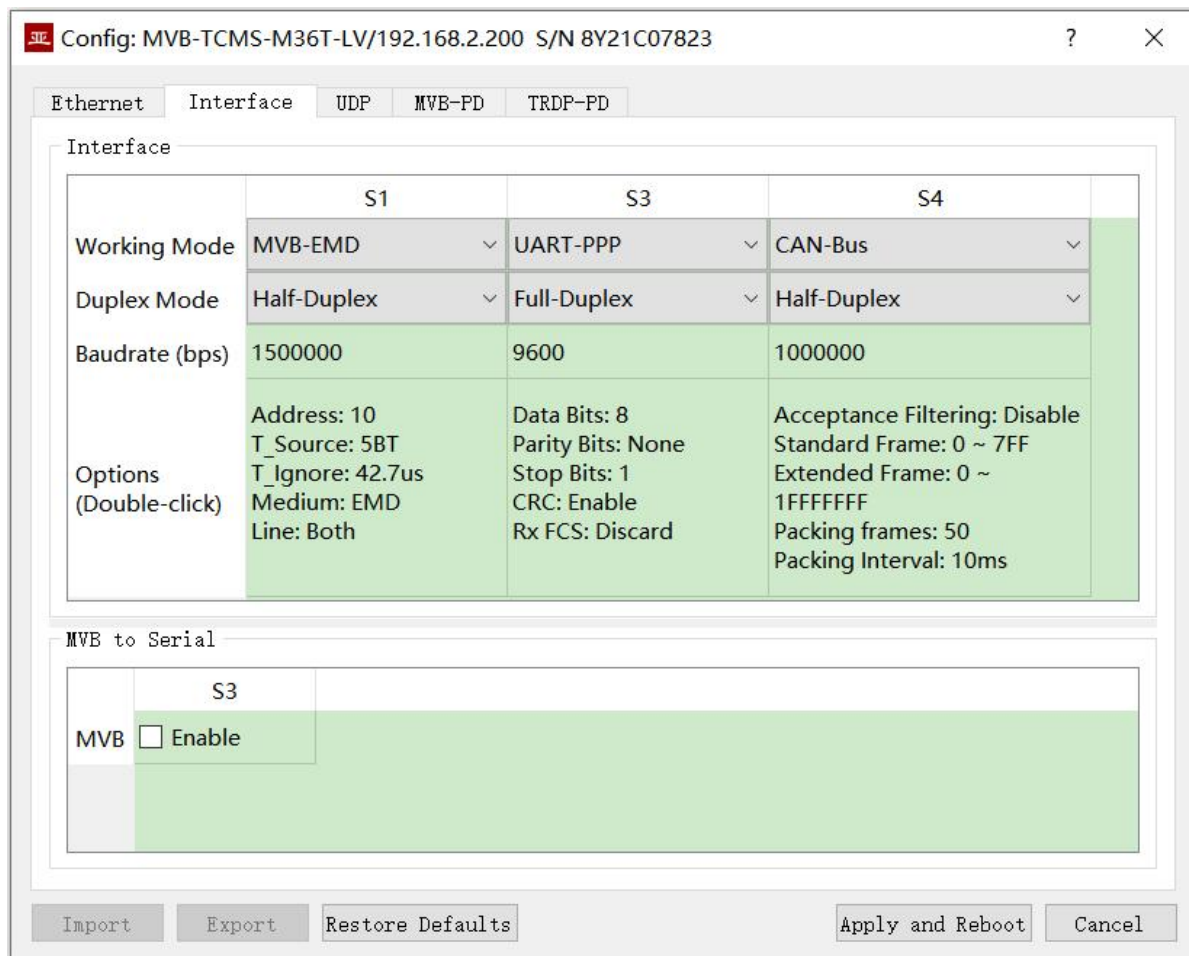 亚 Config: MVB-TCMS-M36T-LV/192.168.2.200 S/N 8Y21C07823 ?
Ethernet Interface UDP MVB-PD TRDP-PD
Interface
S1 S3 S4
Working Mode MVB-EMD UART-PPP CAN-Bus
Duplex Mode Half-Duplex Full-Duplex Half-Duplex
Baudrate (bps) 1500000 9600 1000000
Options
(Double-click)
Address: 10
T_Source: 5BT
T_Ignore: 42.7us
Medium: EMD
Line: Both
Data Bits: 8
Parity Bits: None
Stop Bits: 1
CRC: Enable
Rx FCS: Discard
Acceptance Filtering: Disable
Standard Frame: 0 ~ 7FF
Extended Frame: 0 ~
1FFFFFFF
Packing frames: 50
Packing Interval: 10ms
MVB to Serial
S3
MVB Enable
Import Export Restore Defaults Apply and Reboot Cancel